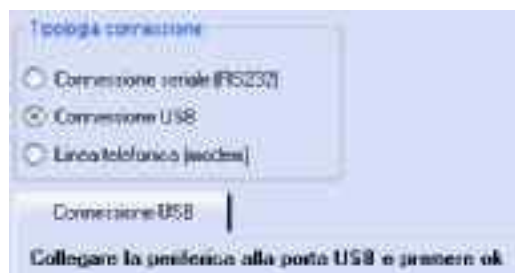 Tipologia connessione
Connessione seriale (RS232)
Connessione USB
Linea telefonica (modem)
Connessione USB
Collegare la periferica alla porta USB e premere ok